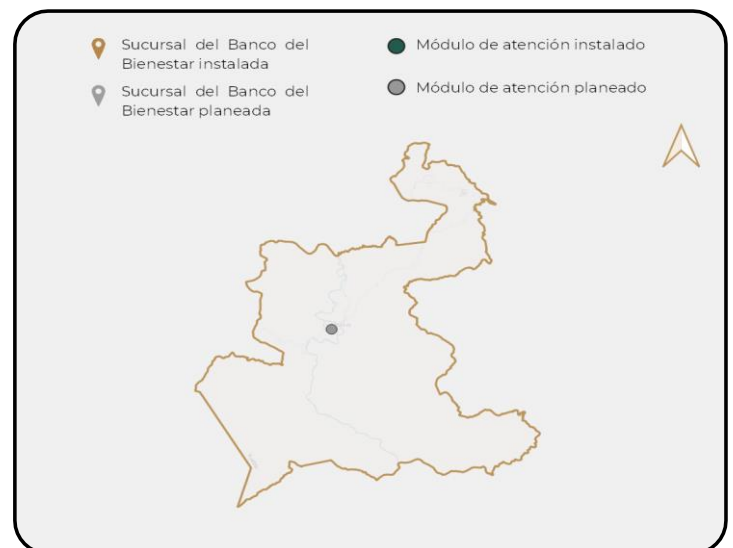 Sucursal del Banco del
Bienestar instalada
Sucursal del Banco del
Bienestar planeada
Módulo de atención instalado
Módulo de atención planeado